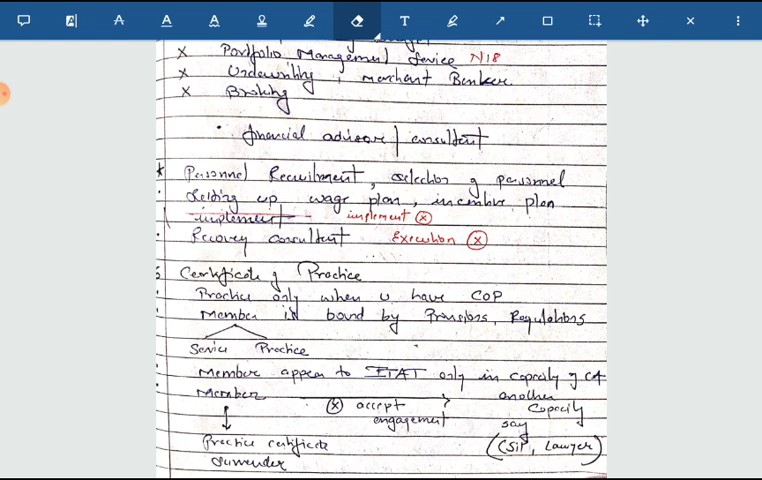 x Portfolio Management Service N18
x Underwriting, Merchant Banker
x Broking
• financial advisor / consultant
* Personnel Recruitment, selection of personnel
• Setting up wage plan, incentive plan
implement implement (x)
• Recovery consultant Execution (x)
Certificate of Practice
• Practice only when u have COP
• Member is bound by Provisions, Regulations
Service Practice
• Member appear to ITAT only in capacity of CA
• Member (x) accept engagement another capacity
say
(CS, Lawyer)
Practice certificate
surrender